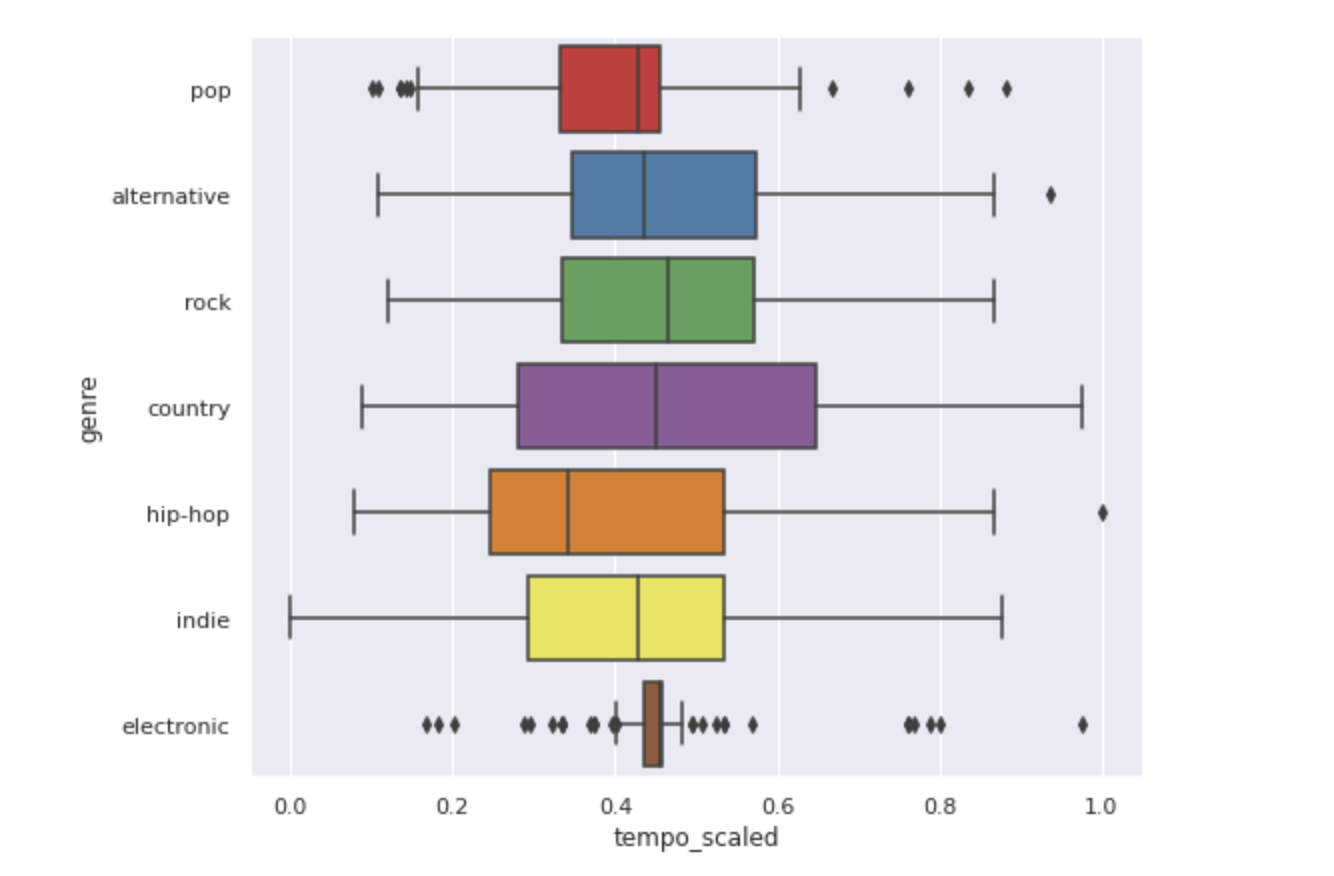 pop
alternative
rock
country
hip-hop
indie
electronic
genre
0.0 0.2 0.4 0.6 0.8 1.0
tempo_scaled